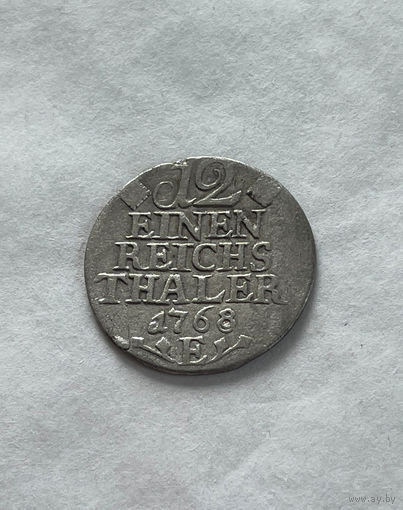 12
EINEN
REICHS
THALER
1768
E
www.ay.by